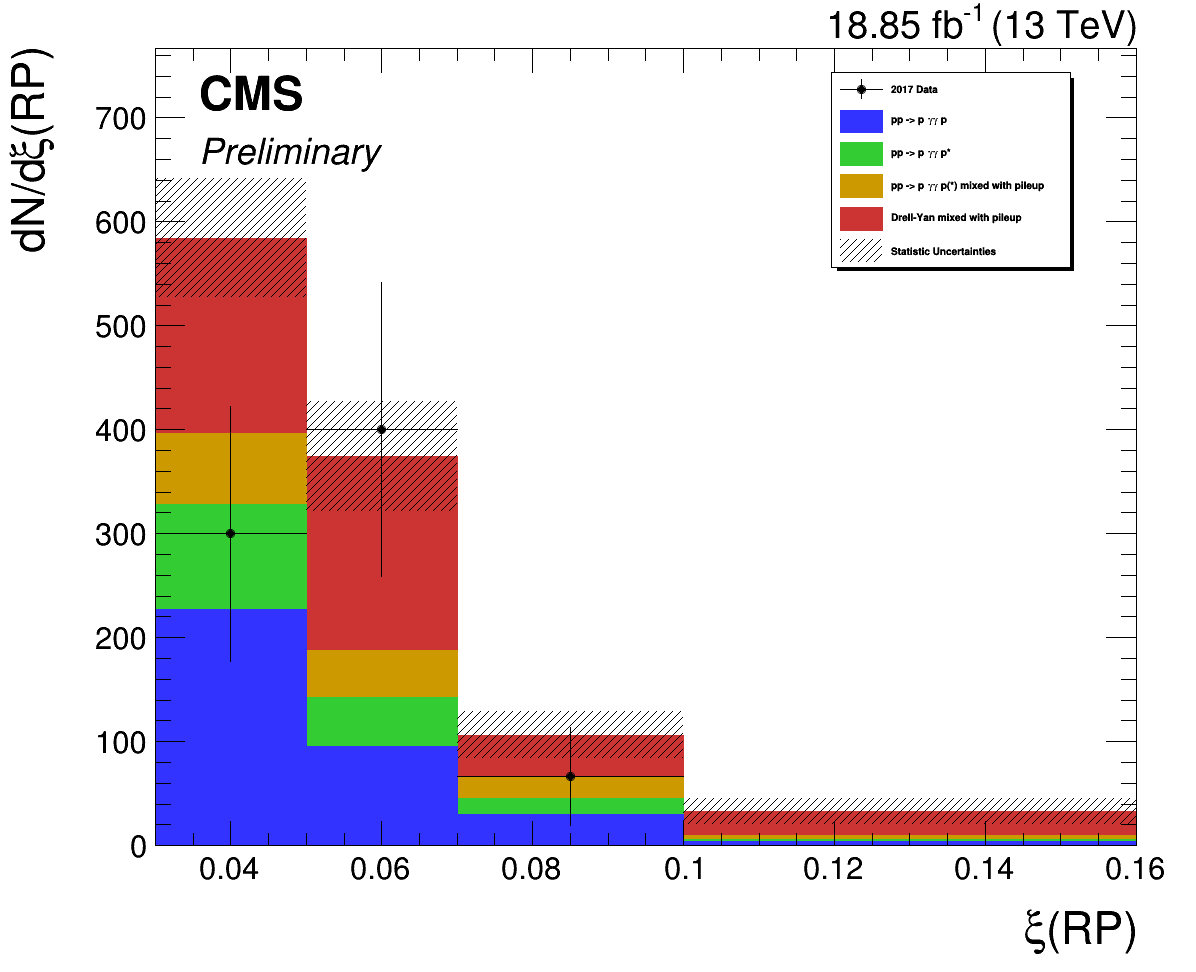 18.85 fb⁻¹ (13 TeV)
dN/dξ(RP)
CMS
Preliminary
2017 Data
pp -> p γγ p
pp -> p γγ p*
pp -> p γγ p(*) mixed with pileup
Drell-Yan mixed with pileup
Statistic Uncertainties
700
600
500
400
300
200
100
0
0.04 0.06 0.08 0.1 0.12 0.14 0.16
ξ(RP)